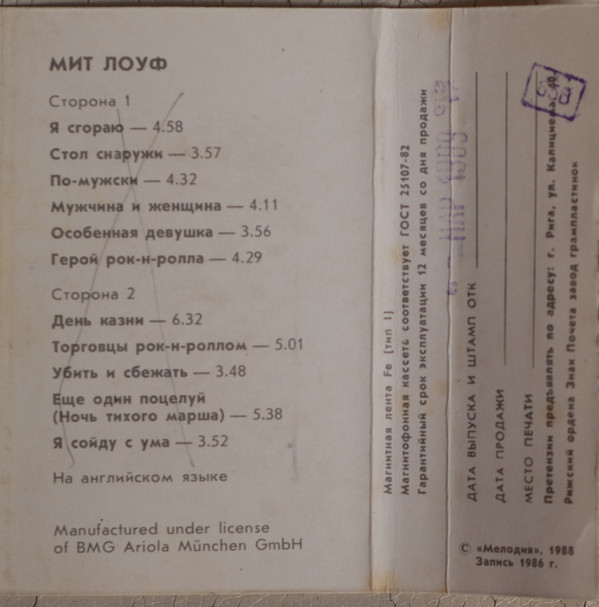 МИТ ЛОУФ
Сторона 1
Я сгораю — 4.58
Стол снаружи — 3.57
По-мужски — 4.32
Мужчина и женщина — 4.11
Особенная девушка — 3.56
Герой рок-н-ролла — 4.29
Сторона 2
День казни — 6.32
Торговцы рок-н-роллом — 5.01
Убить и сбежать — 3.48
Еще один поцелуй
(Ночь тихого марша) — 5.38
Я сойду с ума — 3.52
На английском языке
Manufactured under license
of BMG Ariola München GmbH
Магнитная лента Fe [тип I]
Магнитофонная кассета соответствует ГОСТ 25107-82
Гарантийный срок эксплуатации 12 месяцев со дня продажи
ДАТА ВЫПУСКА И ШТАМП ОТК
ДАТА ПРОДАЖИ
МЕСТО ПЕЧАТИ
Претензии предъявлять по адресу: г. Рига, ул. Калнциема, 40,
Рижский ордена Знак Почета завод грампластинок
© «Мелодия», 1988
Запись 1986 г.